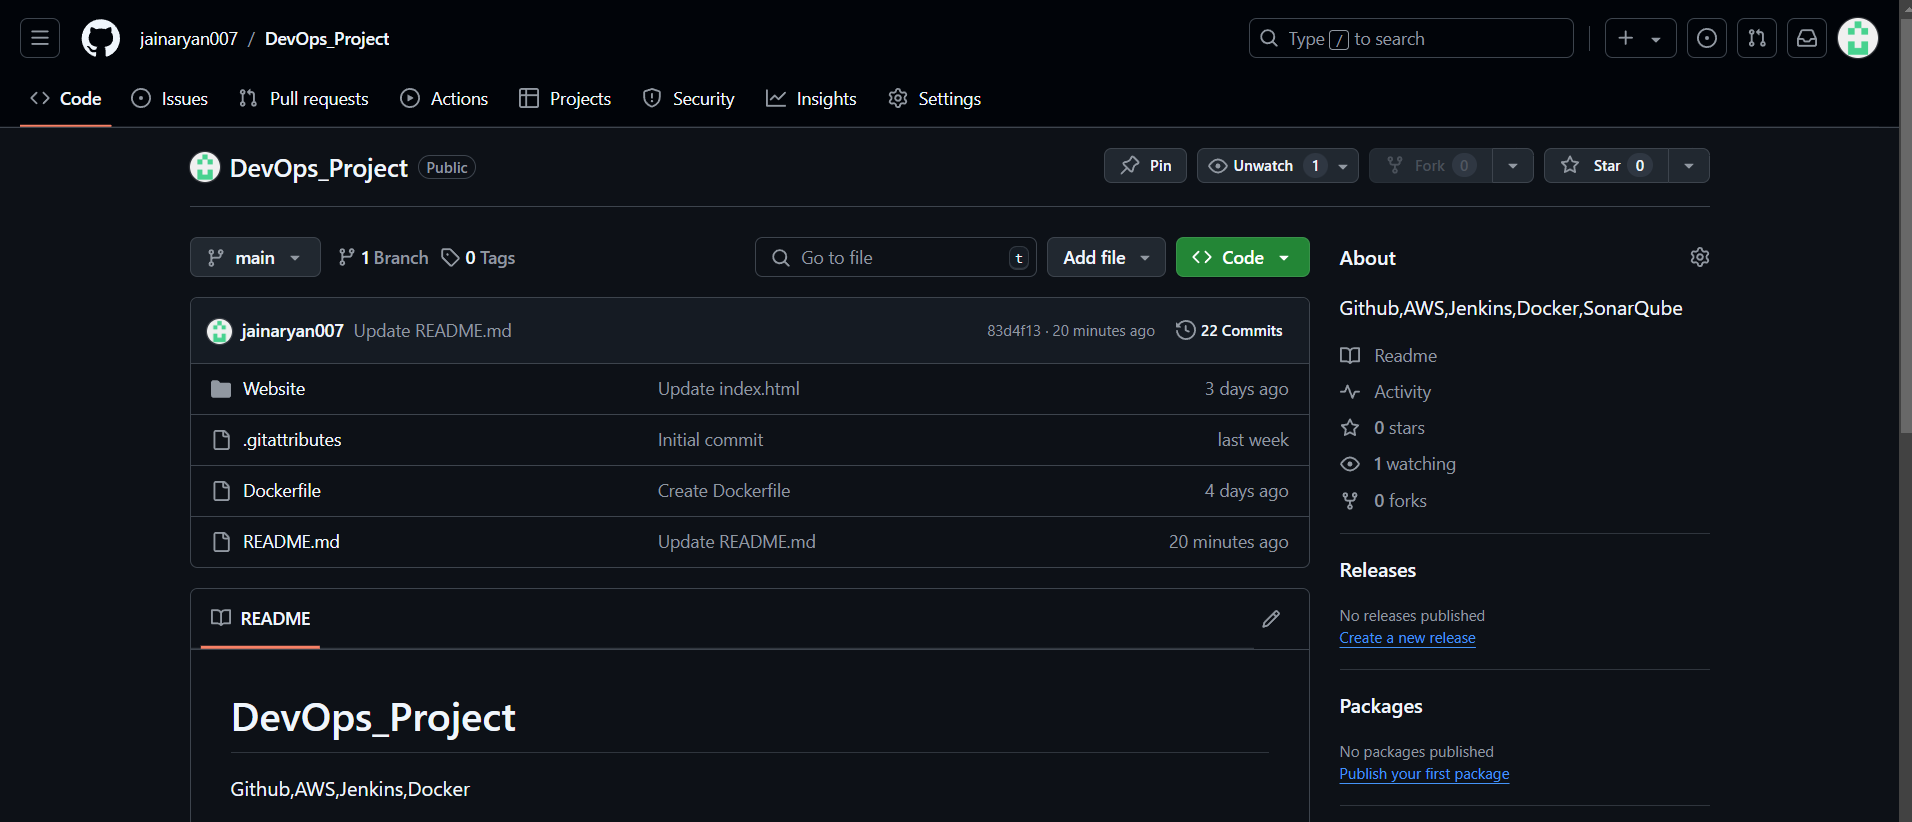 jainaryan007 / DevOps_Project
Type / to search
Code Issues Pull requests Actions Projects Security Insights Settings
DevOps_Project Public
Pin Unwatch 1 Fork 0 Star 0
main 1 Branch 0 Tags Go to file t Add file Code
jainaryan007 Update README.md 83d4f13 · 20 minutes ago 22 Commits
Website Update index.html 3 days ago
.gitattributes Initial commit last week
Dockerfile Create Dockerfile 4 days ago
README.md Update README.md 20 minutes ago
README
DevOps_Project
Github,AWS,Jenkins,Docker
About
Github,AWS,Jenkins,Docker,SonarQube
Readme
Activity
0 stars
1 watching
0 forks
Releases
No releases published
Create a new release
Packages
No packages published
Publish your first package